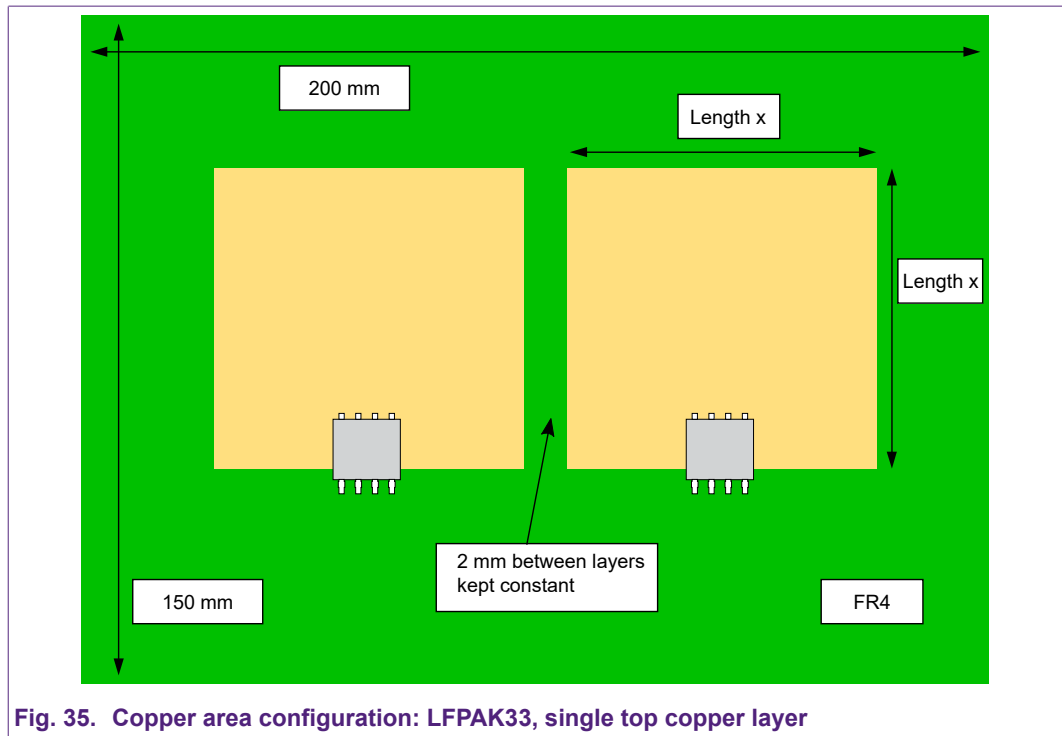 200 mm
Length x
Length x
2 mm between layers
kept constant
150 mm
FR4
Fig. 35. Copper area configuration: LFPAK33, single top copper layer